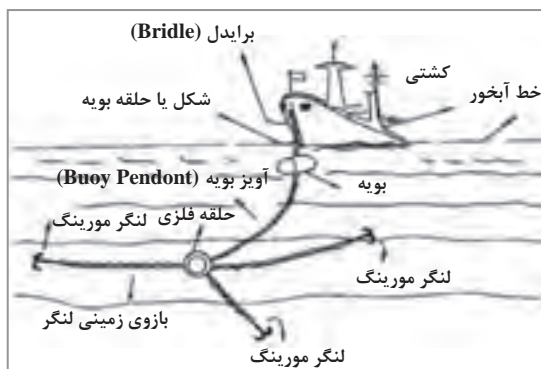 برایدل (Bridle)
کشتی
خط آبخور
شکل یا حلقه بویه
آویز بویه (Buoy Pendont)
بویه
حلقه فلزی
لنگر مورینگ
لنگر مورینگ
بازوی زمینی لنگر
لنگر مورینگ